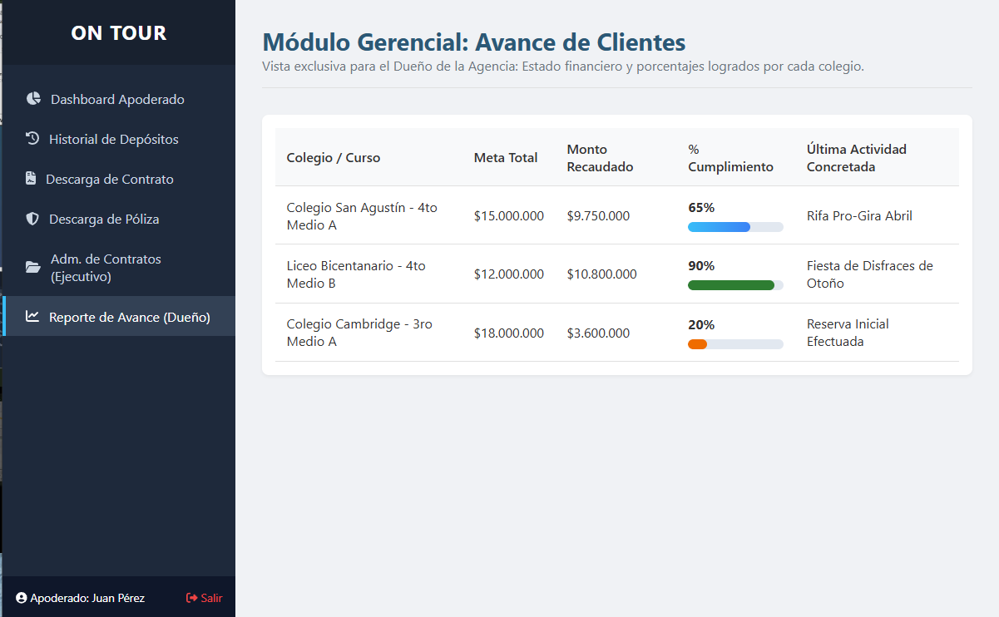 ON TOUR
Dashboard Apoderado
Historial de Depósitos
Descarga de Contrato
Descarga de Póliza
Adm. de Contratos
(Ejecutivo)
Reporte de Avance (Dueño)
Apoderado: Juan Pérez
Salir
Módulo Gerencial: Avance de Clientes
Vista exclusiva para el Dueño de la Agencia: Estado financiero y porcentajes logrados por cada colegio.
Colegio / Curso
Meta Total
Monto
Recaudado
%
Cumplimiento
Última Actividad
Concretada
Colegio San Agustín - 4to
Medio A
$15.000.000
$9.750.000
65%
Rifa Pro-Gira Abril
Liceo Bicentanario - 4to
Medio B
$12.000.000
$10.800.000
90%
Fiesta de Disfraces de
Otoño
Colegio Cambridge - 3ro
Medio A
$18.000.000
$3.600.000
20%
Reserva Inicial
Efectuada